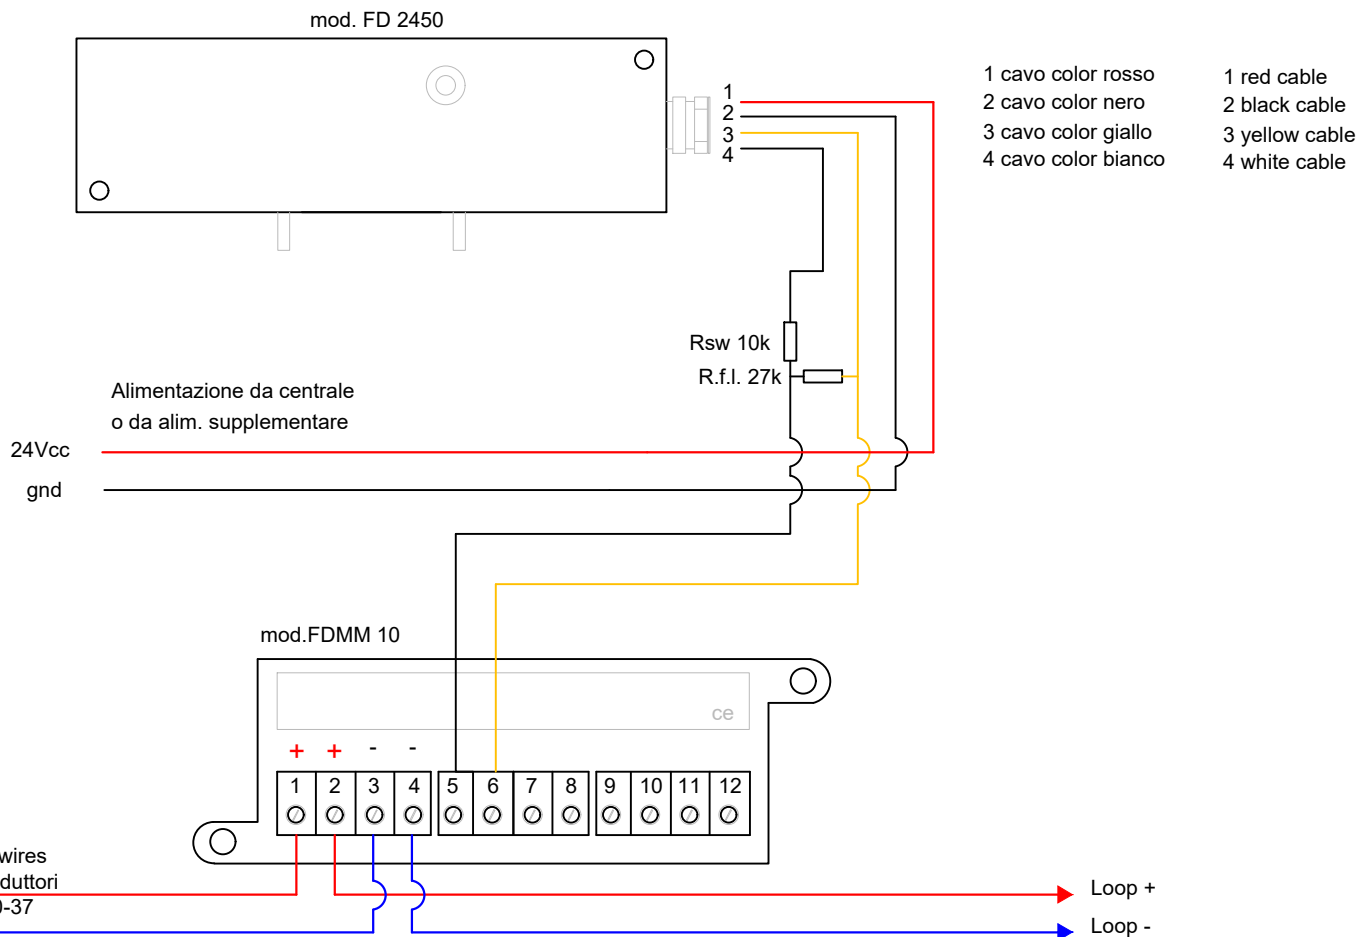 mod. FD 2450
1
2
3
4
1 cavo color rosso
2 cavo color nero
3 cavo color giallo
4 cavo color bianco
1 red cable
2 black cable
3 yellow cable
4 white cable
Rsw 10k
R.f.l. 27k
Alimentazione da centrale
o da alim. supplementare
24Vcc
gnd
mod.FDMM 10
ce
+ + - -
1 2 3 4 5 6 7 8 9 10 11 12
wires
duttori
-37
Loop +
Loop -